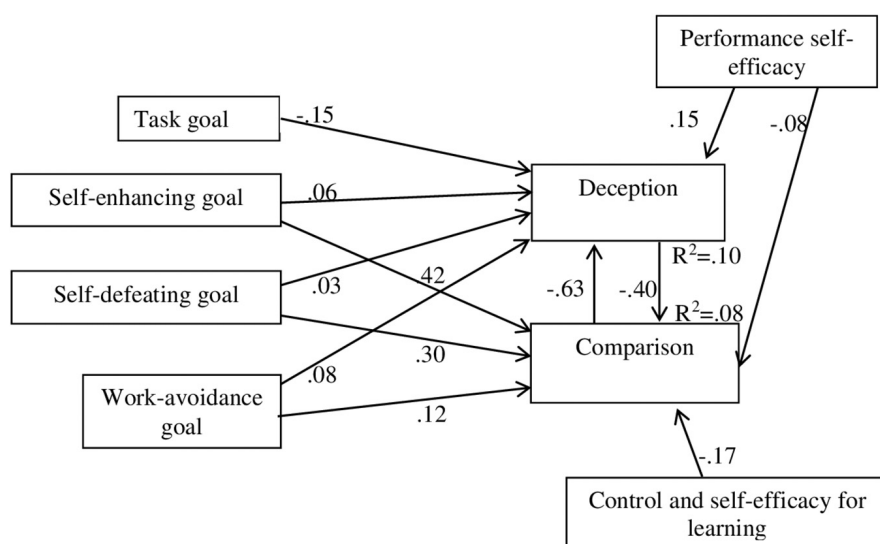 Performance self-
efficacy
Task goal
-.15
.15
-.08
Self-enhancing goal
.06
Deception
R²=.10
Self-defeating goal
.03
.42
-.63
-.40
R²=.08
Comparison
.30
.08
Work-avoidance
goal
.12
-.17
Control and self-efficacy for
learning